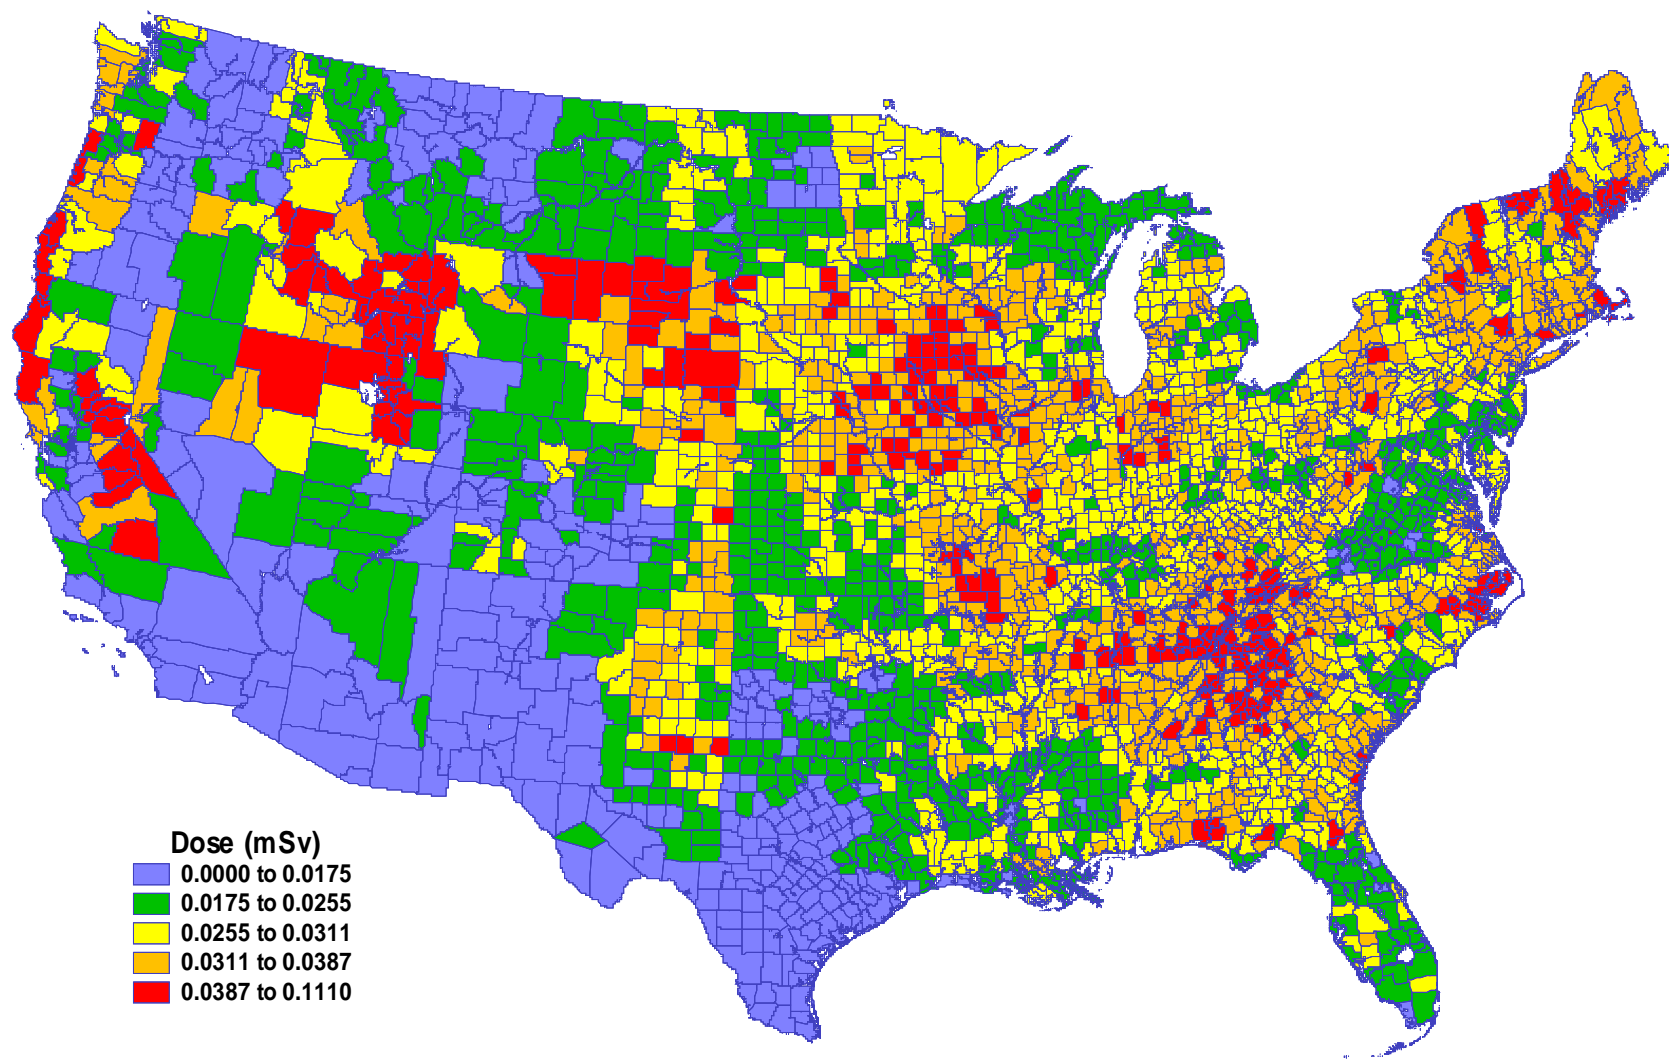 Dose (mSv)
0.0000 to 0.0175
0.0175 to 0.0255
0.0255 to 0.0311
0.0311 to 0.0387
0.0387 to 0.1110